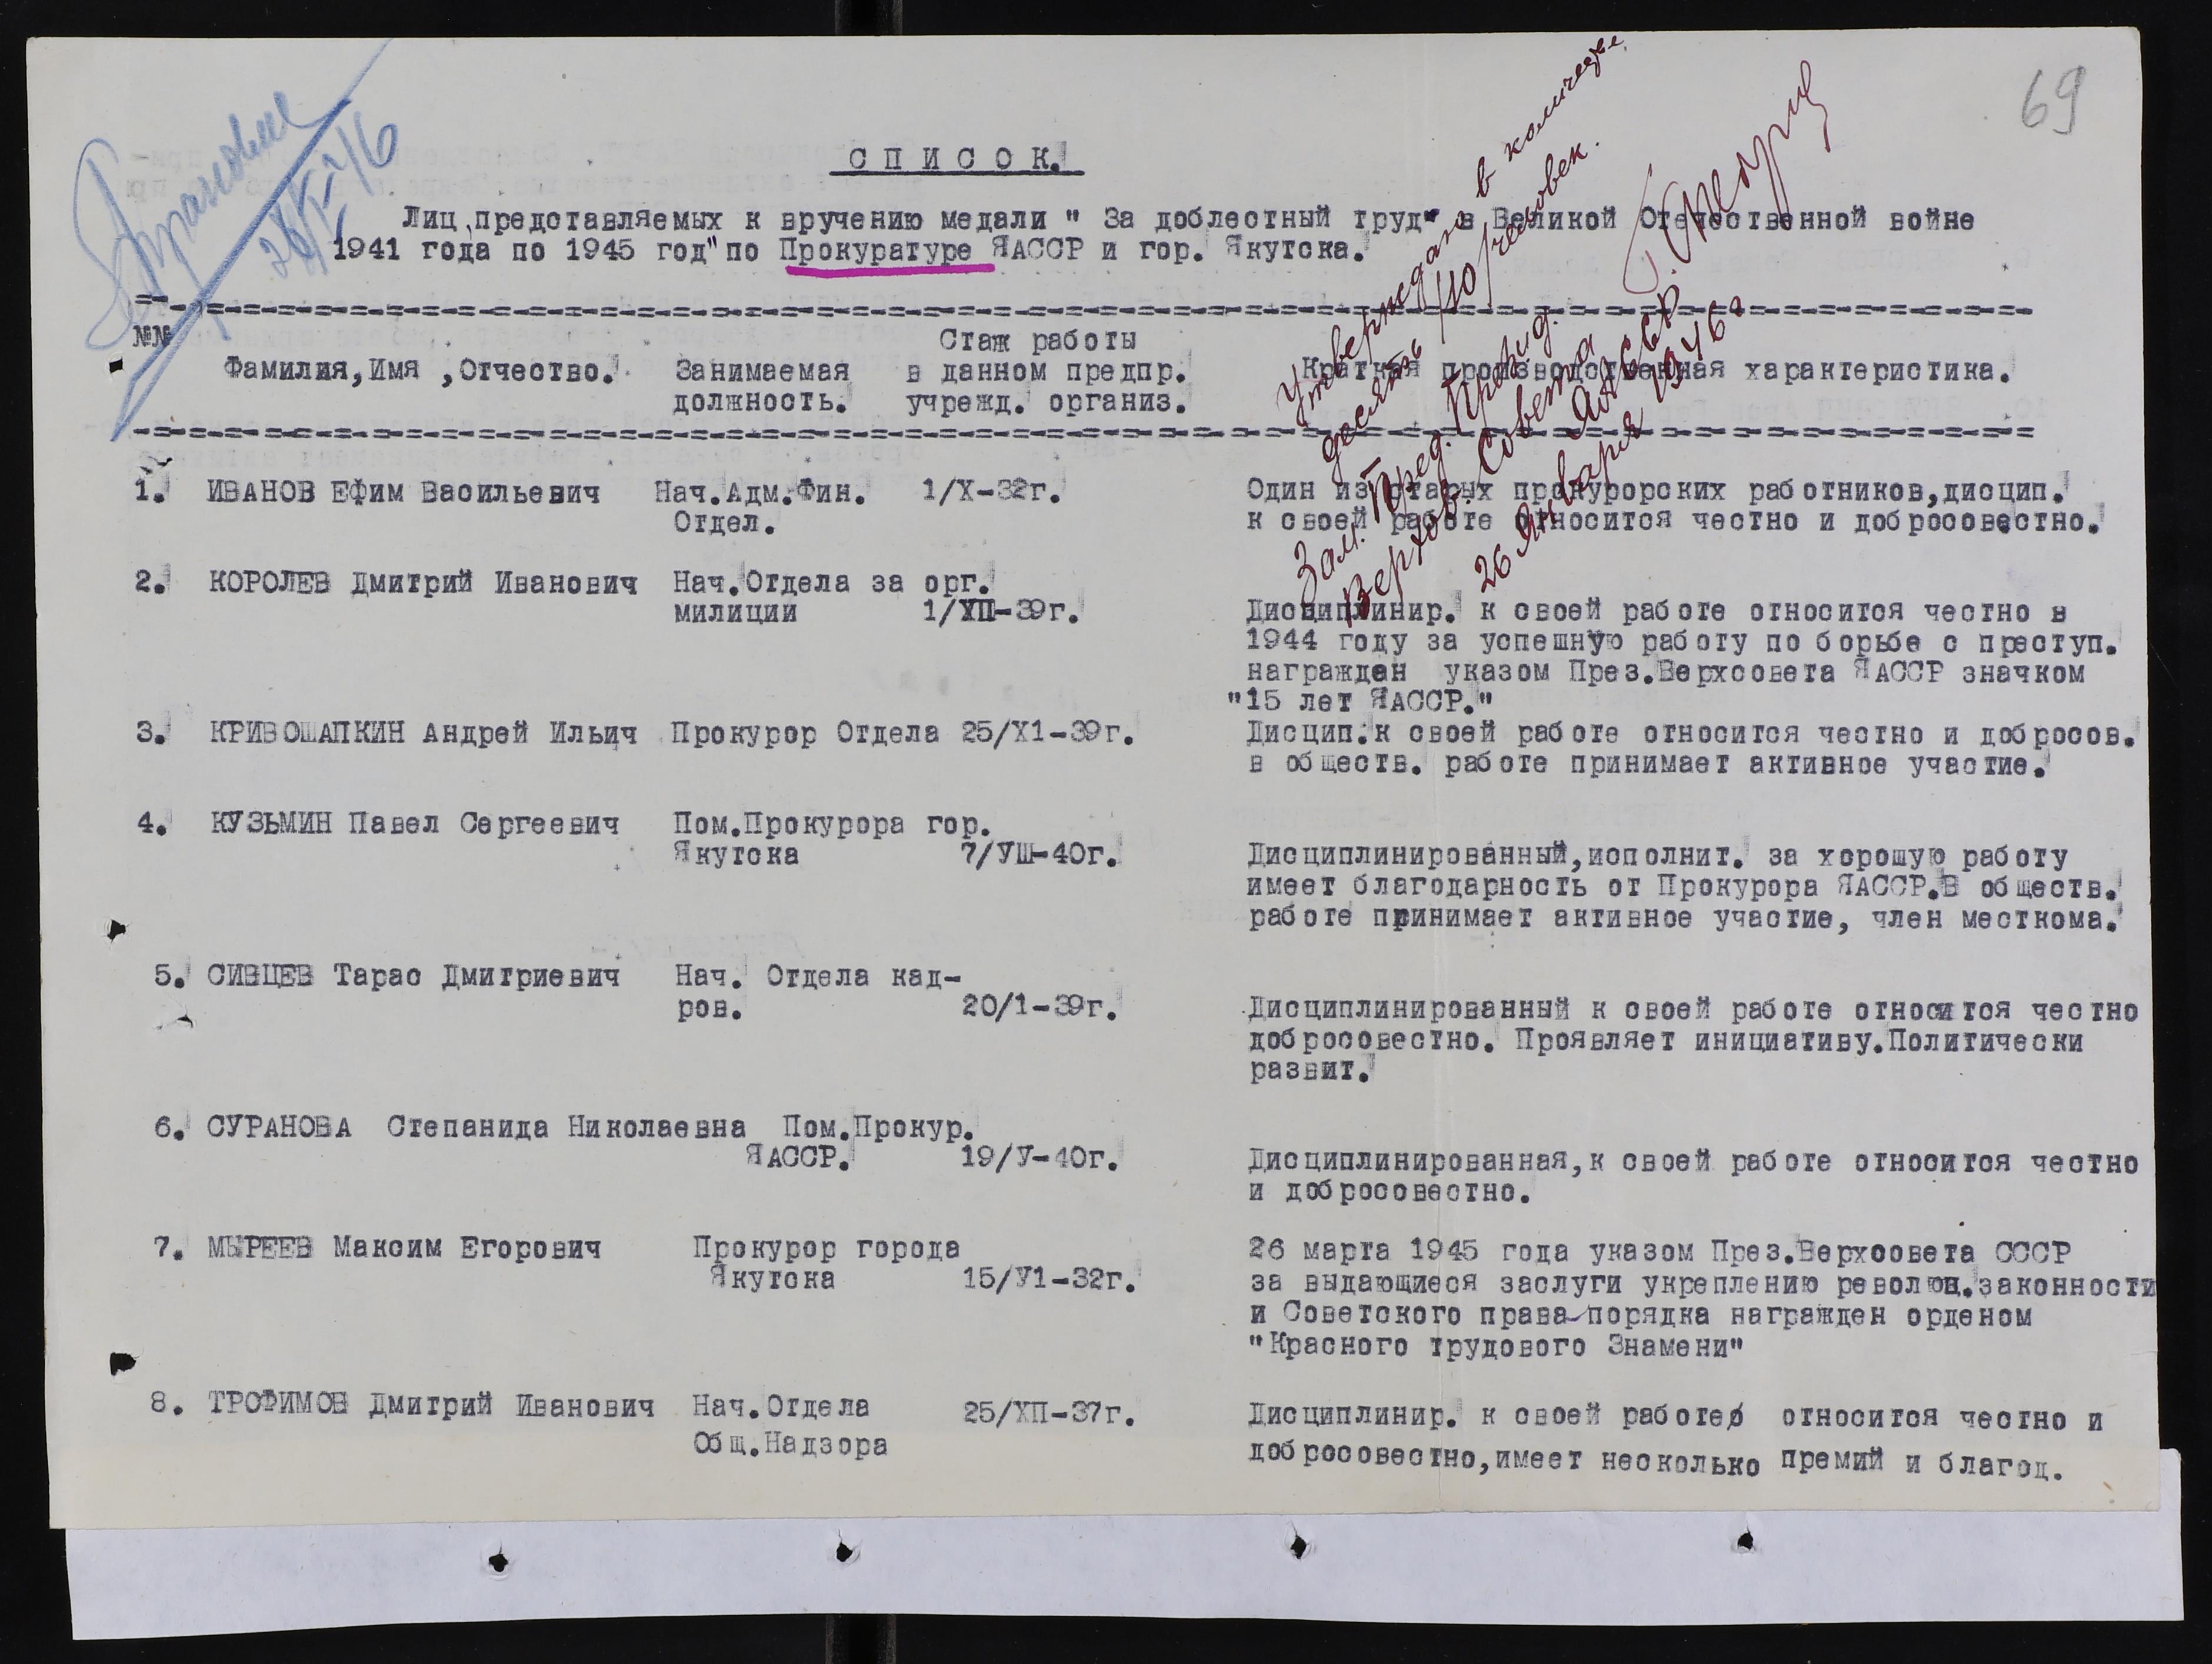 69
С П И С О К.
Лиц представляемых к вручению медали " За доблестный труд" в Великой Отечественной войне
1941 года по 1945 год" по Прокуратуре ЯАССР и гор. Якутска.
Утверждаю в количестве
десять /10/ человек.
Зам. Пред. Презид.
Верхов. Совета ЯАССР
26 Января 1946 г
№№
Фамилия, Имя , Отчество. Занимаемая должность. Стаж работы в данном предпр. учрежд. организ. Краткая производственная характеристика.
1. ИВАНОВ Ефим Васильевич Нач.Адм.Фин. 1/Х-32г. Один из старых прокурорских работников,дисцип.
Отдел. к своей работе относится честно и добросовестно.
2. КОРОЛЕВ Дмитрий Иванович Нач.Отдела за орг.
милиции 1/ХП-39г. Дисциплинир. к своей работе относится честно в
1944 году за успешную работу по борьбе с преступ.
награжден указом През.Верхсовета ЯАССР значком
"15 лет ЯАССР."
3. КРИВОШАПКИН Андрей Ильич Прокурор Отдела 25/Х1-39г. Дисцип.к своей работе относится честно и добросов.
в обществ. работе принимает активное участие.
4. КУЗЬМИН Павел Сергеевич Пом.Прокурора гор.
Якутска 7/УШ-40г. Дисциплинированный,исполнит. за хорошую работу
имеет благодарность от Прокурора ЯАССР.В обществ.
работе принимает активное участие, член месткома.
5. СИВЦЕВ Тарас Дмитриевич Нач. Отдела кад-
ров. 20/1-39г. Дисциплинированный к своей работе относится честно
добросовестно. Проявляет инициативу.Политически
развит.
6. СУРАНОВА Степанида Николаевна Пом.Прокур.
ЯАССР. 19/У-40г. Дисциплинированная,к своей работе относится честно
и добросовестно.
7. МЫРЕЕВ Максим Егорович Прокурор города 26 марта 1945 года указом През.Верхсовета СССР
Якутска 15/У1-32г. за выдающиеся заслуги укреплению революц.законности
и Советского права-порядка награжден орденом
"Красного трудового Знамени"
8. ТРОФИМОВ Дмитрий Иванович Нач.Отдела 25/ХП-37г. Дисциплинир. к своей работе относится честно и
Общ.Надзора добросовестно,имеет несколько премий и благод.